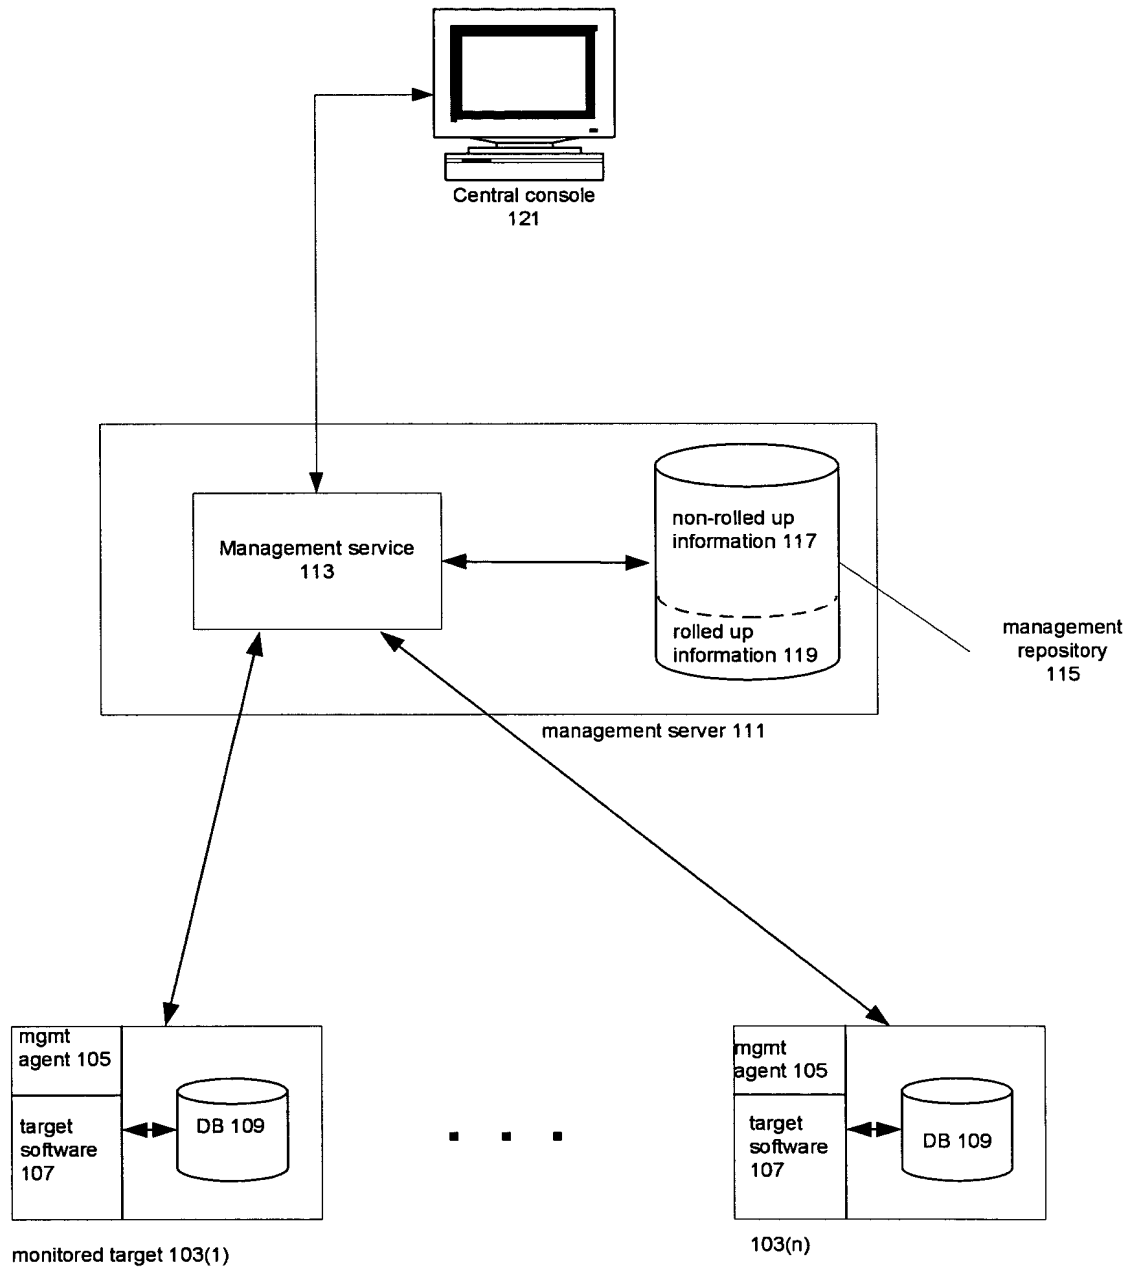 Central console
121
Management service
113
non-rolled up
information 117
rolled up
information 119
management
repository
115
management server 111
mgmt
agent 105
target
software
107
DB 109
monitored target 103(1)
mgmt
agent 105
target
software
107
DB 109
103(n)